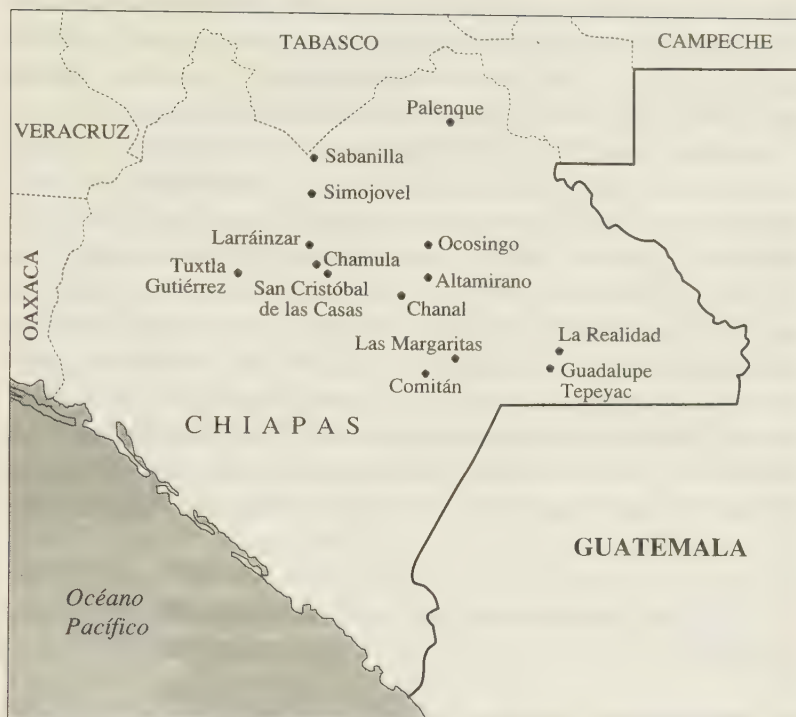 TABASCO
CAMPECHE
Palenque
VERACRUZ
Sabanilla
Simojovel
Larráinzar
Ocosingo
Chamula
Tuxtla
Gutiérrez
San Cristóbal
de las Casas
Altamirano
Chanal
OAXACA
La Realidad
Las Margaritas
Guadalupe
Tepeyac
Comitán
CHIAPAS
GUATEMALA
Océano
Pacífico